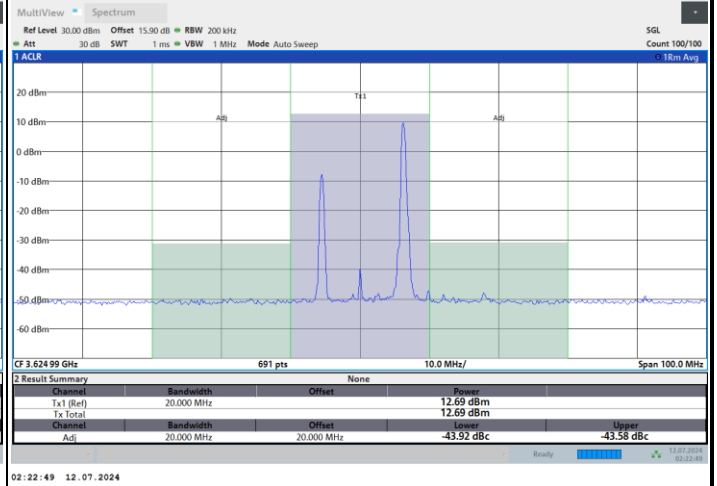 MultiView Spectrum
Ref Level 30.00 dBm Offset 15.90 dB RBW 200 kHz SGL
Att 30 dB SWT 1 ms VBW 1 MHz Mode Auto Sweep Count 100/100
1 ACLR 1Rm Avg
20 dBm
Tx1
10 dBm
Adj Adj
0 dBm
-10 dBm
-20 dBm
-30 dBm
-40 dBm
-50 dBm
-60 dBm
CF 3.624 99 GHz 691 pts 10.0 MHz/ Span 100.0 MHz
2 Result Summary None
Channel Bandwidth Offset Power
Tx1 (Ref) 20.000 MHz 12.69 dBm
Tx Total 12.69 dBm
Channel Bandwidth Offset Lower Upper
Adj 20.000 MHz 20.000 MHz -43.92 dBc -43.58 dBc
Ready 12.07.2024
02:22:49
02:22:49 12.07.2024